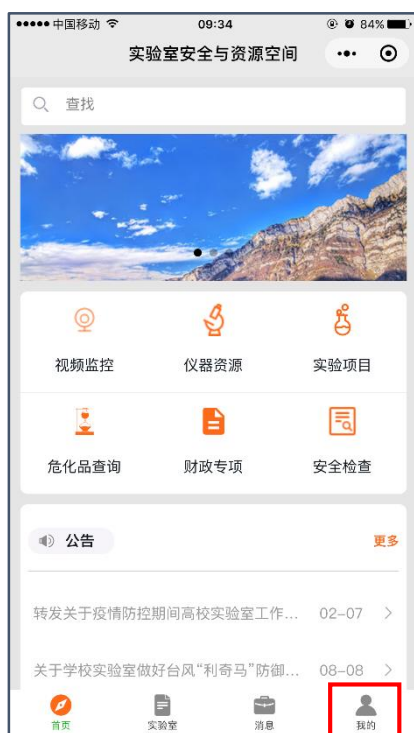 中国移动 09:34 84%
实验室安全与资源空间
查找
视频监控 仪器资源 实验项目
危化品查询 财政专项 安全检查
公告 更多
转发关于疫情防控期间高校实验室工作... 02-07
关于学校实验室做好台风“利奇马”防御... 08-08
首页 实验室 消息 我的